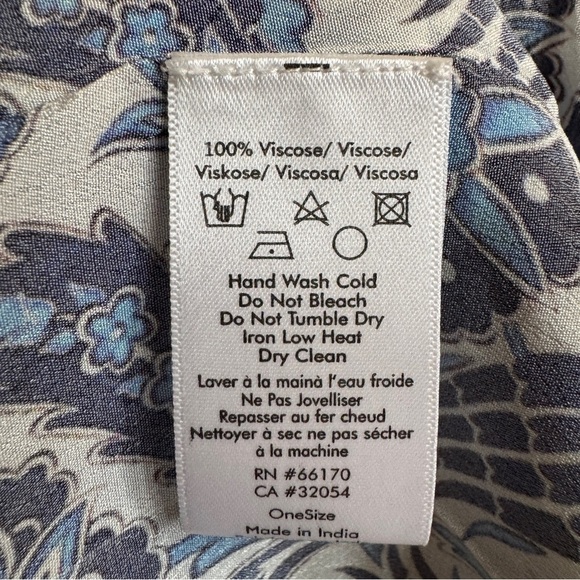 100% Viscose/ Viscose/
Viskose/ Viscosa/ Viscosa
Hand Wash Cold
Do Not Bleach
Do Not Tumble Dry
Iron Low Heat
Dry Clean
Laver à la mainà l'eau froide
Ne Pas Jovelliser
Repasser au fer cheud
Nettoyer à sec ne pas sécher
à la machine
RN #66170
CA #32054
OneSize
Made in India